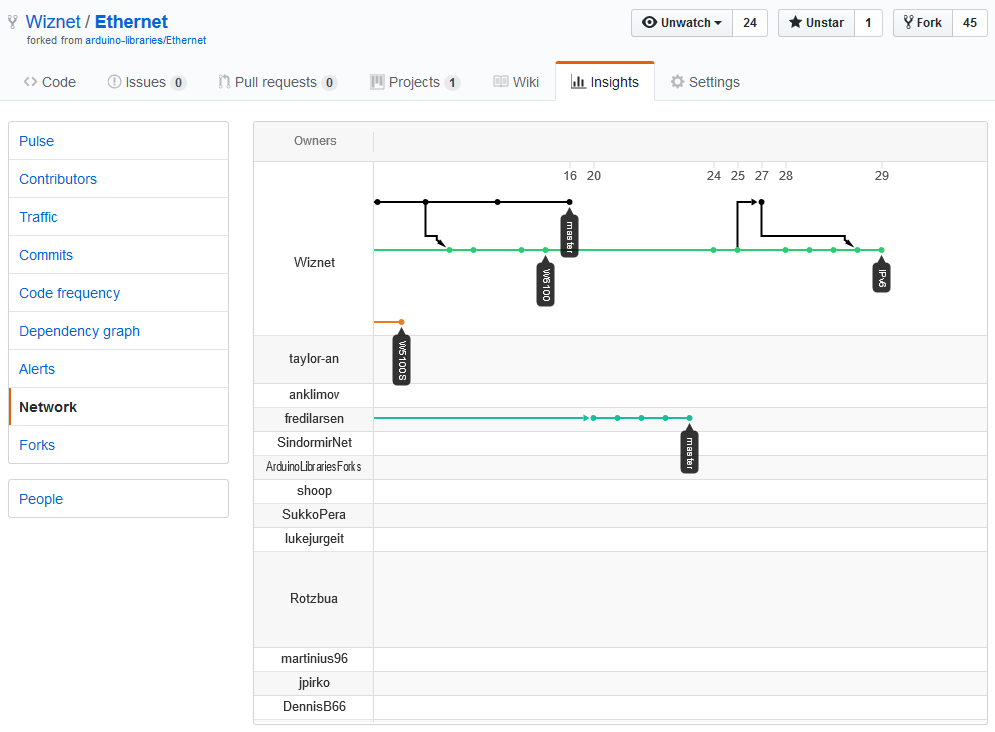 Wiznet / Ethernet
forked from arduino-libraries/Ethernet
Unwatch 24
Unstar 1
Fork 45
Code
Issues 0
Pull requests 0
Projects 1
Wiki
Insights
Settings
Pulse
Contributors
Traffic
Commits
Code frequency
Dependency graph
Alerts
Network
Forks
People
Owners
16 20 24 25 27 28 29
master
Wiznet
W6100
IPv6
W5100S
taylor-an
anklimov
fredilarsen
master
SindormirNet
ArduinoLibrariesForks
shoop
SukkoPera
lukejurgeit
Rotzbua
martinius96
jpirko
DennisB66